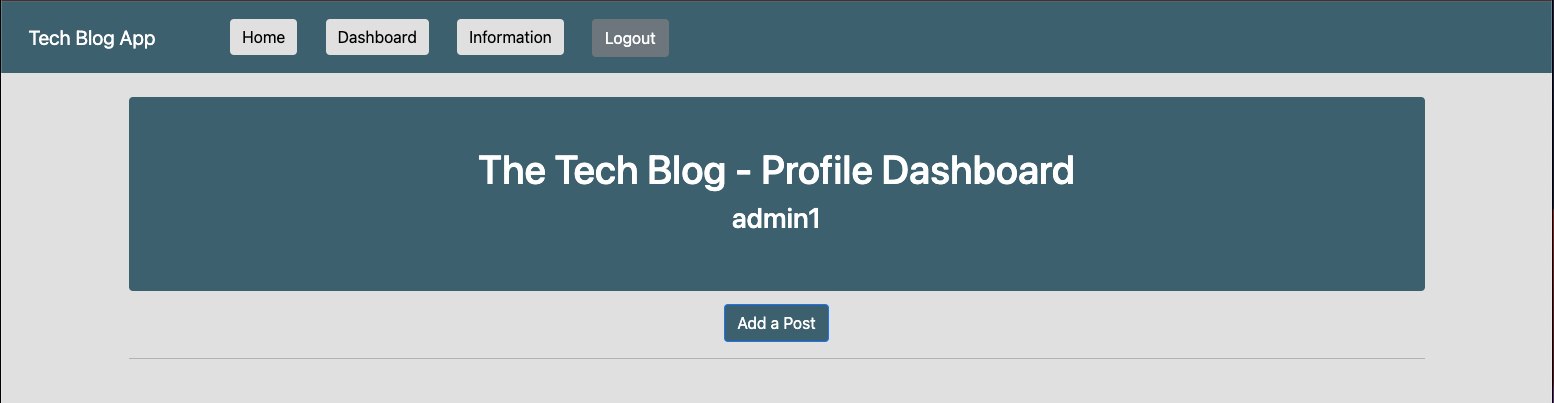 Tech Blog App
Home
Dashboard
Information
Logout
The Tech Blog - Profile Dashboard
admin1
Add a Post